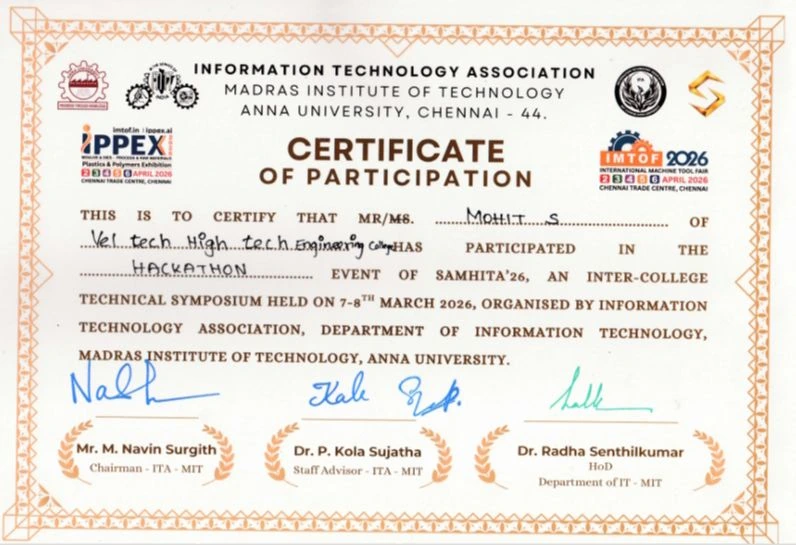 INFORMATION TECHNOLOGY ASSOCIATION
MADRAS INSTITUTE OF TECHNOLOGY
ANNA UNIVERSITY, CHENNAI - 44.
imtof.in | ippex.ai
iPPEX
Plastics & Polymers Exhibition
2 3 4 5 6 APRIL 2026
CHENNAI TRADE CENTRE, CHENNAI
CERTIFICATE
OF PARTICIPATION
IMTOF 2026
INTERNATIONAL MACHINE TOOL FAIR
2 3 4 5 6 APRIL 2026
CHENNAI TRADE CENTRE, CHENNAI
THIS IS TO CERTIFY THAT MR/MS. MOHIT S OF
Vel tech High tech Engineering College HAS PARTICIPATED IN THE
HACKATHON EVENT OF SAMHITA'26, AN INTER-COLLEGE
TECHNICAL SYMPOSIUM HELD ON 7-8TH MARCH 2026, ORGANISED BY INFORMATION
TECHNOLOGY ASSOCIATION, DEPARTMENT OF INFORMATION TECHNOLOGY,
MADRAS INSTITUTE OF TECHNOLOGY, ANNA UNIVERSITY.
Mr. M. Navin Surgith
Chairman - ITA - MIT
Dr. P. Kola Sujatha
Staff Advisor - ITA - MIT
Dr. Radha Senthilkumar
HoD
Department of IT - MIT